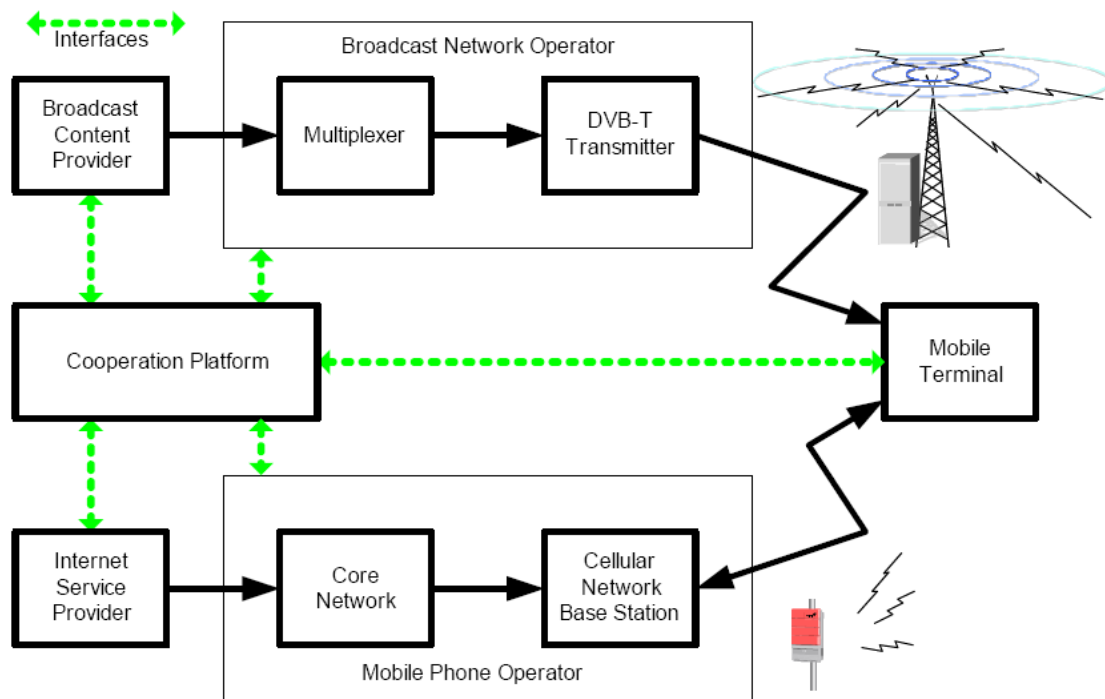 Interfaces
Broadcast Network Operator
Broadcast
Content
Provider
Multiplexer
DVB-T
Transmitter
Cooperation Platform
Mobile
Terminal
Internet
Service
Provider
Core
Network
Cellular
Network
Base Station
Mobile Phone Operator